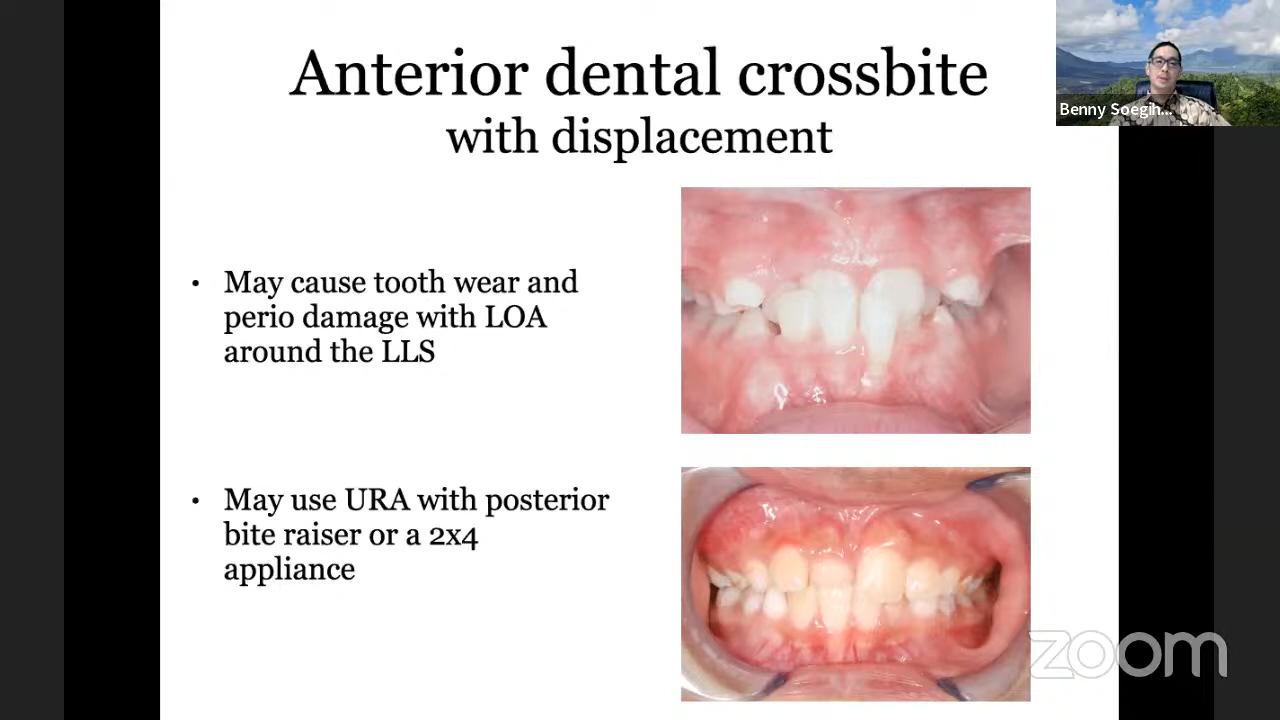 Anterior dental crossbite
with displacement
Benny Soegih...
• May cause tooth wear and
perio damage with LOA
around the LLS
• May use URA with posterior
bite raiser or a 2x4
appliance
zoom